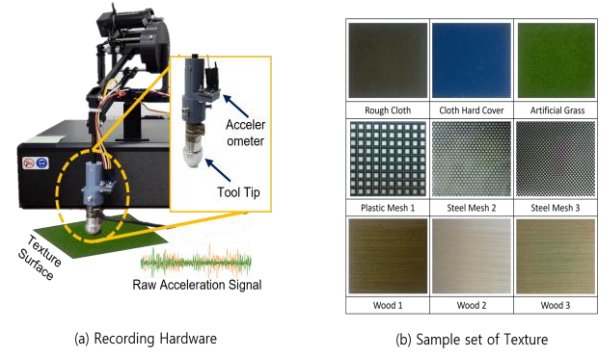 Acceler
ometer
Tool Tip
Texture
Surface
Raw Acceleration Signal
(a) Recording Hardware
Rough Cloth
Cloth Hard Cover
Artificial Grass
Plastic Mesh 1
Steel Mesh 2
Steel Mesh 3
Wood 1
Wood 2
Wood 3
(b) Sample set of Texture